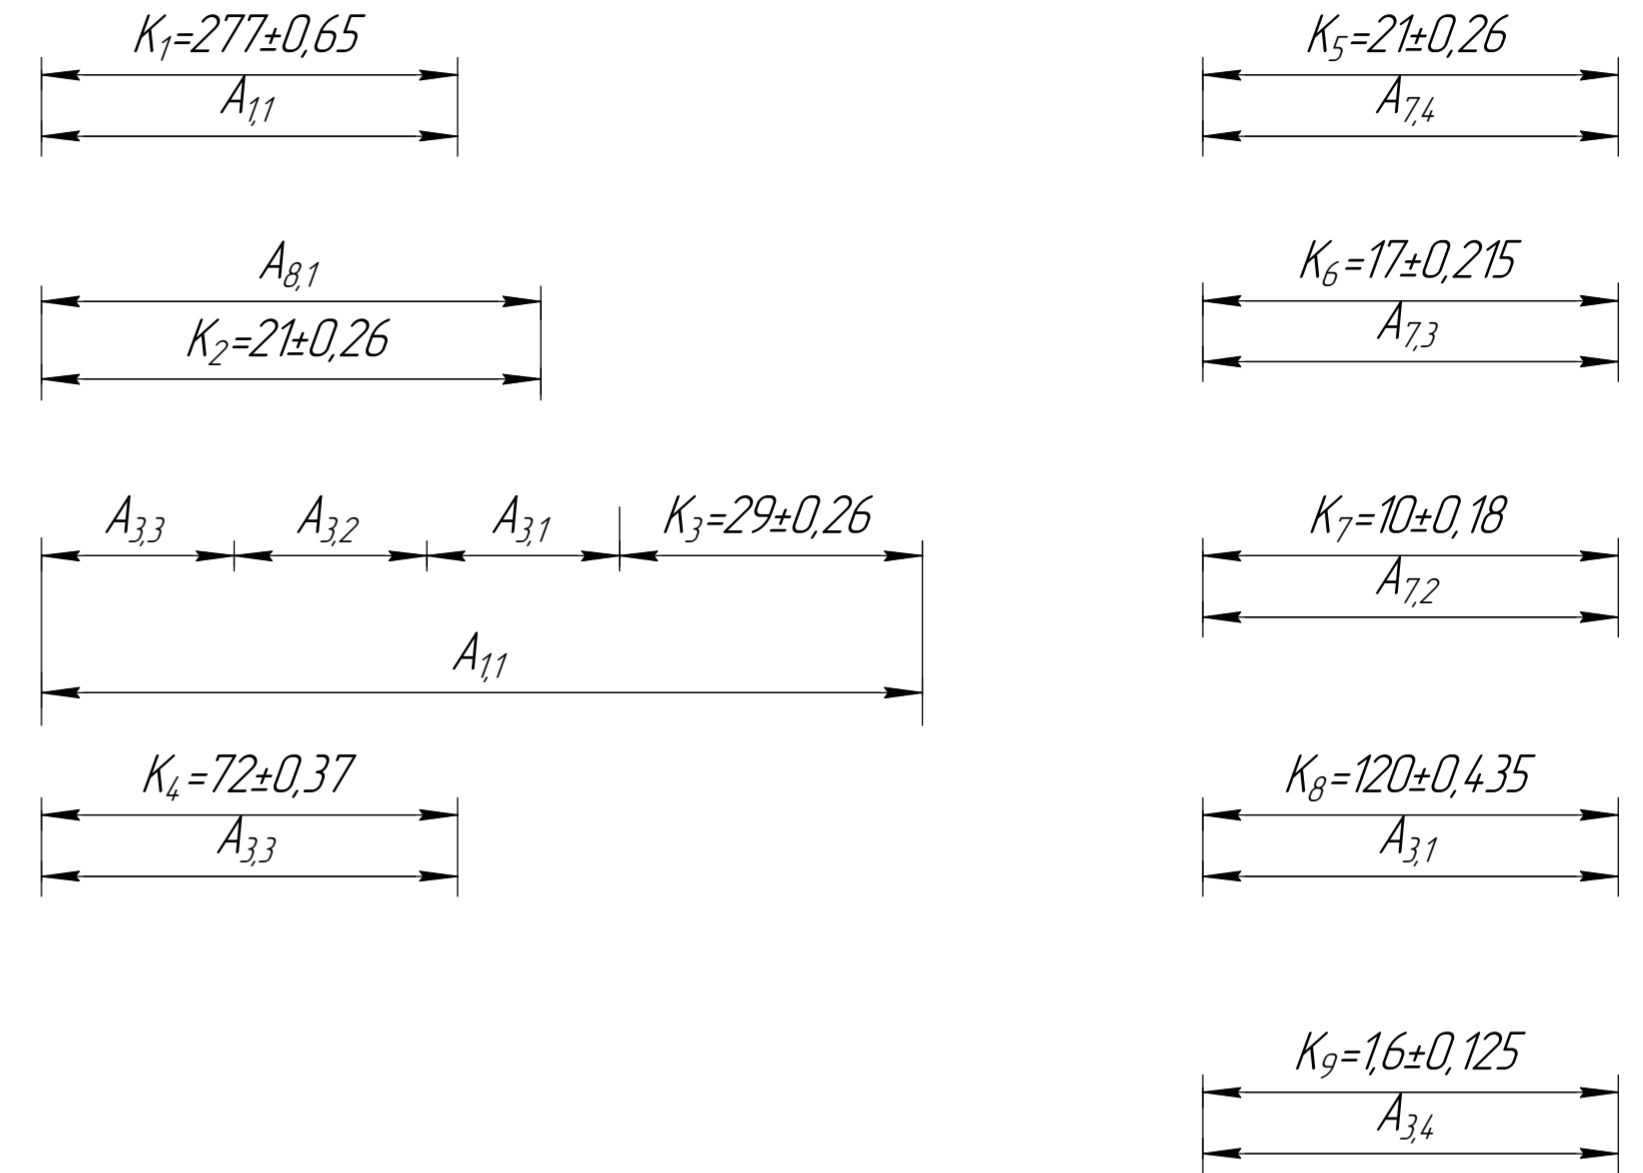 K₁=277±0,65
A₁,₁
A₈,₁
K₂=21±0,26
A₃,₃ A₃,₂ A₃,₁ K₃=29±0,26
A₁,₁
K₄=72±0,37
A₃,₃
K₅=21±0,26
A₇,₄
K₆=17±0,215
A₇,₃
K₇=10±0,18
A₇,₂
K₈=120±0,435
A₃,₁
K₉=1,6±0,125
A₃,₄